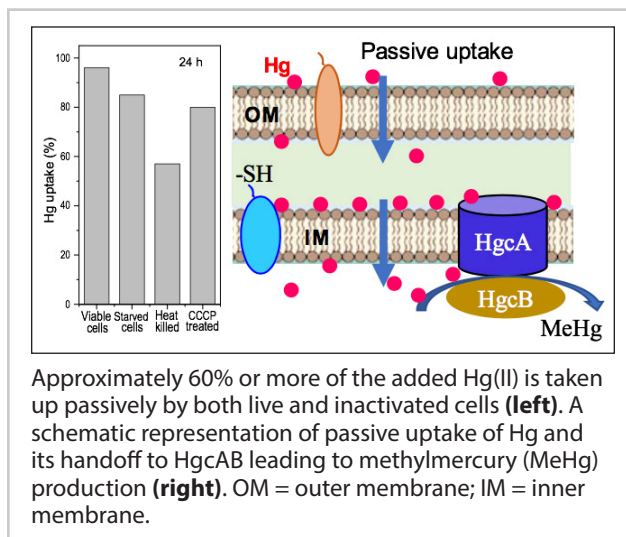 24 h
Hg uptake (%)
100
80
60
40
20
0
Viable
cells
Starved
cells
Heat
killed
CCCP
treated
Passive uptake
Hg
OM
-SH
IM
HgcA
HgcB
MeHg
Approximately 60% or more of the added Hg(II) is taken
up passively by both live and inactivated cells (left). A
schematic representation of passive uptake of Hg and
its handoff to HgcAB leading to methylmercury (MeHg)
production (right). OM = outer membrane; IM = inner
membrane.